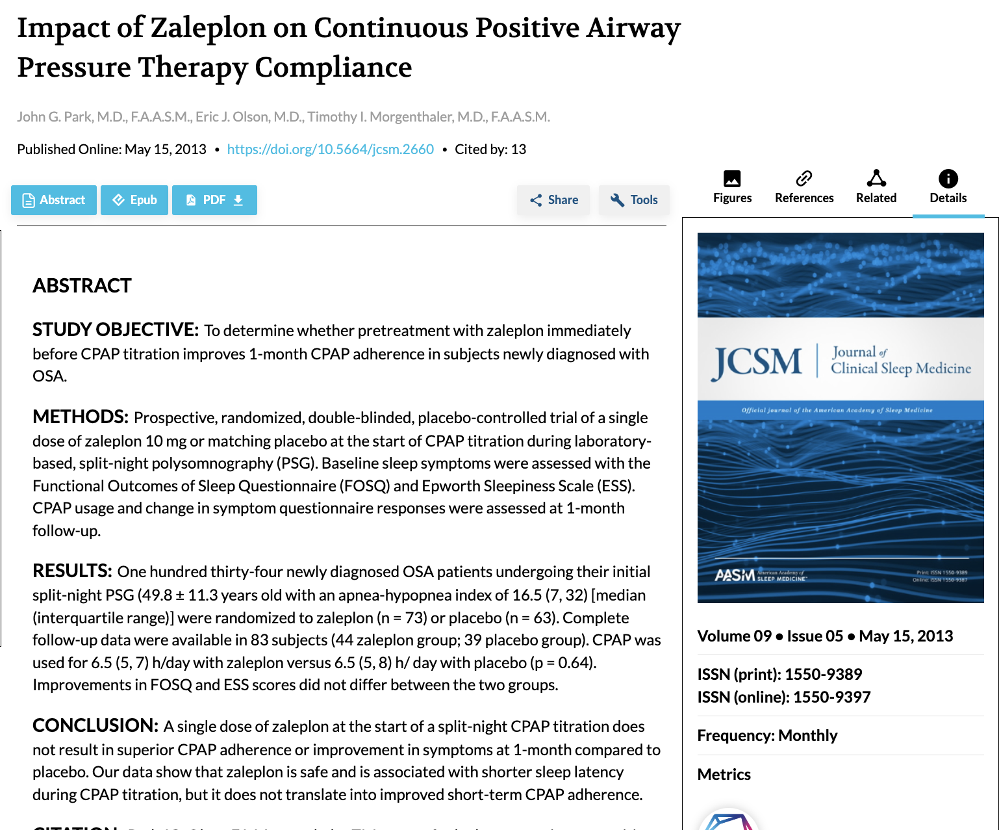 Impact of Zaleplon on Continuous Positive Airway
Pressure Therapy Compliance
John G. Park, M.D., F.A.A.S.M., Eric J. Olson, M.D., Timothy I. Morgenthaler, M.D., F.A.A.S.M.
Published Online: May 15, 2013 • https://doi.org/10.5664/jcsm.2660 • Cited by: 13
Abstract
Epub
PDF
Share
Tools
ABSTRACT
STUDY OBJECTIVE: To determine whether pretreatment with zaleplon immediately
before CPAP titration improves 1-month CPAP adherence in subjects newly diagnosed with
OSA.
METHODS: Prospective, randomized, double-blinded, placebo-controlled trial of a single
dose of zaleplon 10 mg or matching placebo at the start of CPAP titration during laboratory-
based, split-night polysomnography (PSG). Baseline sleep symptoms were assessed with the
Functional Outcomes of Sleep Questionnaire (FOSQ) and Epworth Sleepiness Scale (ESS).
CPAP usage and change in symptom questionnaire responses were assessed at 1-month
follow-up.
RESULTS: One hundred thirty-four newly diagnosed OSA patients undergoing their initial
split-night PSG (49.8 ± 11.3 years old with an apnea-hypopnea index of 16.5 (7, 32) [median
(interquartile range)] were randomized to zaleplon (n = 73) or placebo (n = 63). Complete
follow-up data were available in 83 subjects (44 zaleplon group; 39 placebo group). CPAP was
used for 6.5 (5, 7) h/day with zaleplon versus 6.5 (5, 8) h/ day with placebo (p = 0.64).
Improvements in FOSQ and ESS scores did not differ between the two groups.
CONCLUSION: A single dose of zaleplon at the start of a split-night CPAP titration does
not result in superior CPAP adherence or improvement in symptoms at 1-month compared to
placebo. Our data show that zaleplon is safe and is associated with shorter sleep latency
during CPAP titration, but it does not translate into improved short-term CPAP adherence.
Figures
References
Related
Details
JCSM
Journal of
Clinical Sleep Medicine
Official journal of the American Academy of Sleep Medicine
AASM
American Academy of
SLEEP MEDICINE
Print: ISSN 1550-9389
Online: ISSN 1550-9387
Volume 09 • Issue 05 • May 15, 2013
ISSN (print): 1550-9389
ISSN (online): 1550-9397
Frequency: Monthly
Metrics